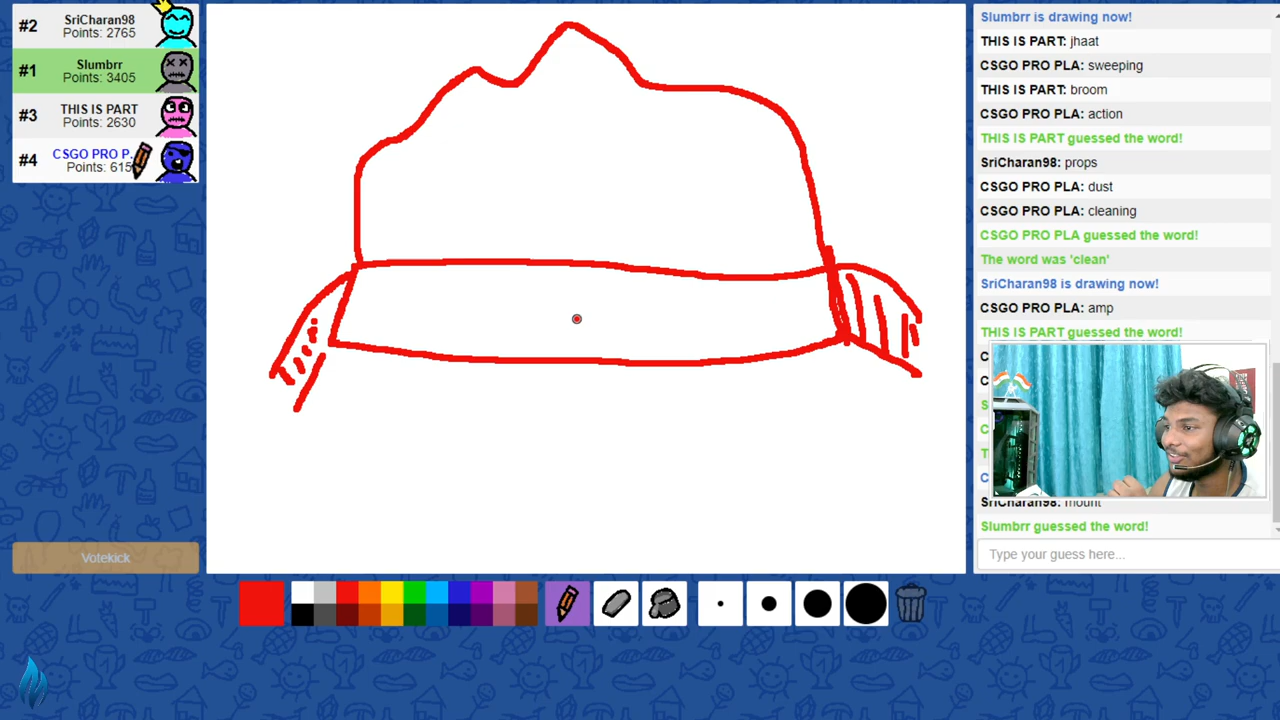 #2
SriCharan98
Points: 2765
#1
Slumbrr
Points: 3405
#3
THIS IS PART
Points: 2630
#4
CSGO PRO P.
Points: 615
Votekick
Slumbrr is drawing now!
THIS IS PART: jhaat
CSGO PRO PLA: sweeping
THIS IS PART: broom
CSGO PRO PLA: action
THIS IS PART guessed the word!
SriCharan98: props
CSGO PRO PLA: dust
CSGO PRO PLA: cleaning
CSGO PRO PLA guessed the word!
The word was 'clean'
SriCharan98 is drawing now!
CSGO PRO PLA: amp
THIS IS PART guessed the word!
SriCharan98: mount
Slumbrr guessed the word!
Type your guess here...